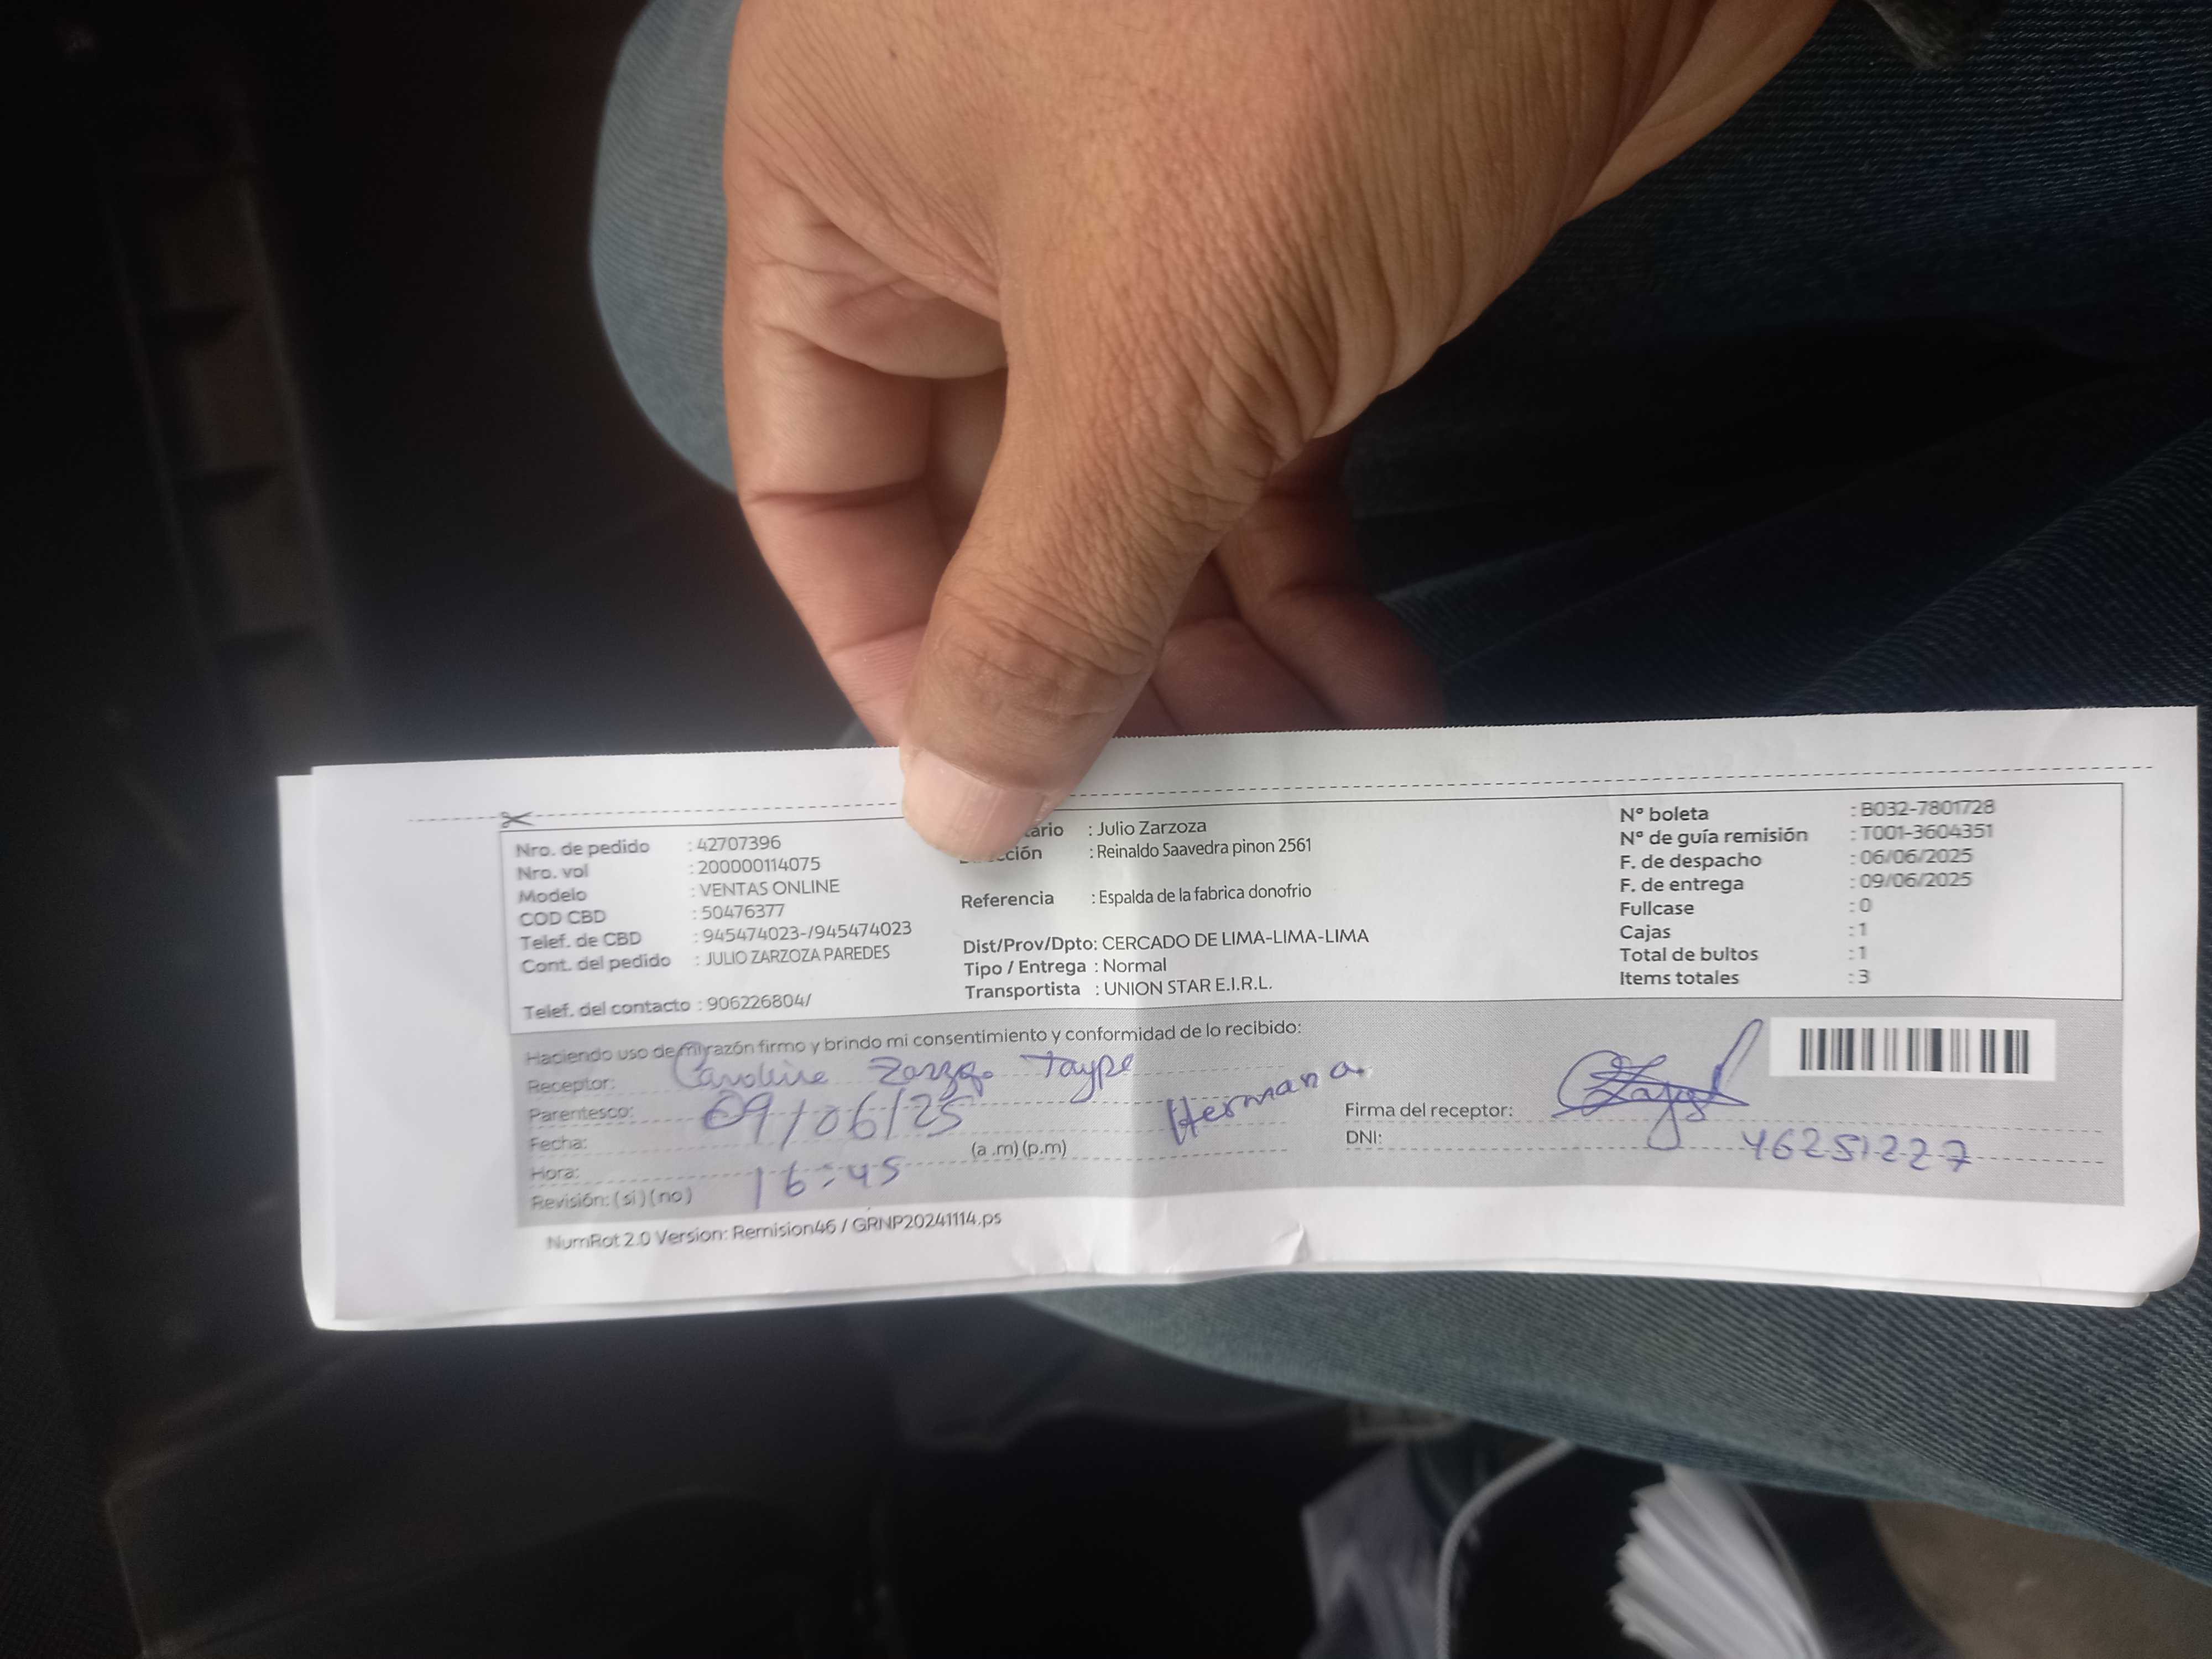 Nro. de pedido : 42707396
Nro. vol : 200000114075
Modelo : VENTAS ONLINE
COD CBD : 50476377
Telef. de CBD : 945474023-/945474023
Cont. del pedido : JULIO ZARZOZA PAREDES
Telef. del contacto : 906226804/
: Julio Zarzoza
: Reinaldo Saavedra pinon 2561
Referencia : Espalda de la fabrica donofrio
Dist/Prov/Dpto: CERCADO DE LIMA-LIMA-LIMA
Tipo / Entrega : Normal
Transportista : UNION STAR E.I.R.L.
N° boleta : B032-7801728
N° de guía remisión : T001-3604351
F. de despacho : 06/06/2025
F. de entrega : 09/06/2025
Fullcase : 0
Cajas : 1
Total de bultos : 1
Items totales : 3
Haciendo uso de mi razón firmo y brindo mi consentimiento y conformidad de lo recibido:
Receptor: Taype
Parentesco: Hermana
Fecha: 09/06/25
Hora: 16:45 (a .m) (p.m)
Revisión: (si) (no)
Firma del receptor:
DNI: 46251227
NumRot 2.0 Version: Remision46 / GRNP20241114.ps